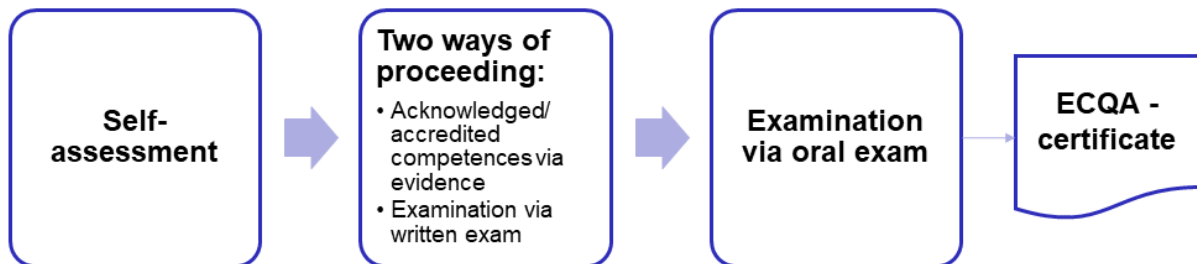 Self-
assessment
Two ways of
proceeding:
• Acknowledged/
accredited
competences via
evidence
• Examination via
written exam
Examination
via oral exam
ECQA -
certificate